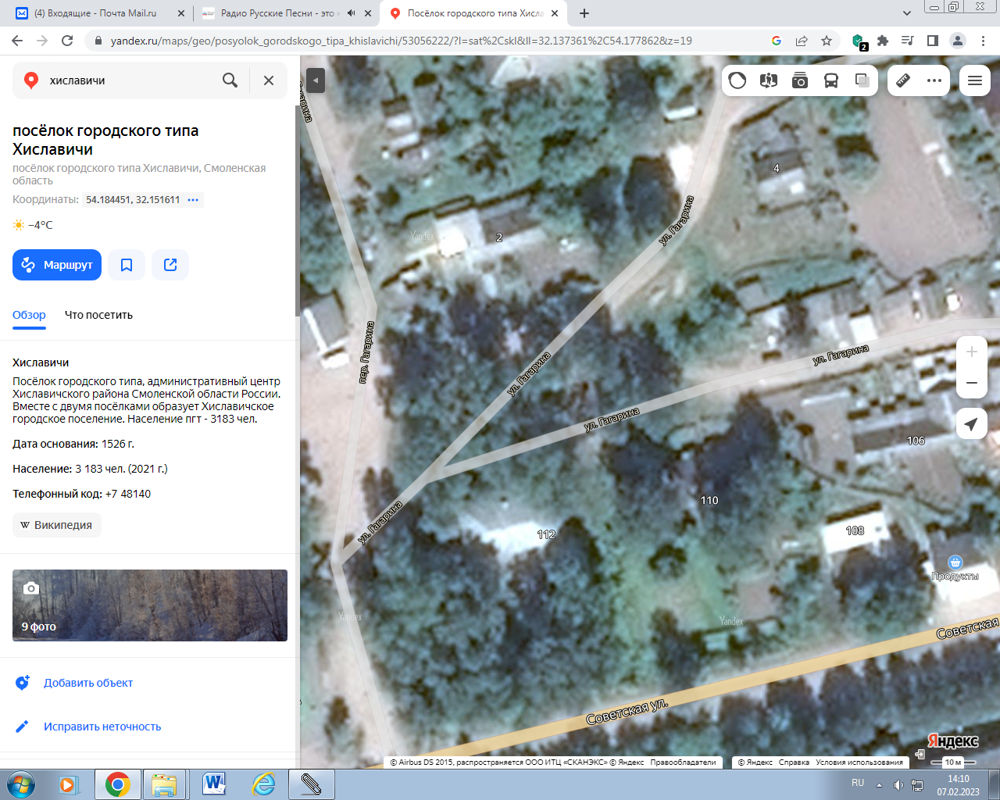 (4) Входящие - Почта Mail.ru
Радио Русские Песни - это н
Посёлок городского типа Хисла
yandex.ru/maps/geo/posyolok_gorodskogo_tipa_khislavichi/53056222/?l=sat%2Cskl&ll=32.137361%2C54.177862&z=19
2
хиславичи
посёлок городского типа
Хиславичи
посёлок городского типа Хиславичи, Смоленская
область
Координаты: 54.184451, 32.151611
−4°C
Маршрут
Обзор
Что посетить
Хиславичи
Посёлок городского типа, административный центр
Хиславичского района Смоленской области России.
Вместе с двумя посёлками образует Хиславичское
городское поселение. Население пгт - 3183 чел.
Дата основания: 1526 г.
Население: 3 183 чел. (2021 г.)
Телефонный код: +7 48140
W Википедия
9 фото
Добавить объект
Исправить неточность
4
ул. Гагарина
2
Yandex
пер. Гагарина
ул. Гагарина
ул. Гагарина
ул. Гагарина
106
110
ул. Гагарина
112
108
Продукты
Yandex
Yandex
Советская
Советская ул.
Яндекс
© Airbus DS 2015, распространяется ООО ИТЦ «СКАНЭКС» © Яндекс Правообладатели
© Яндекс Справка Условия использования
10 м
RU
14:10
07.02.2023